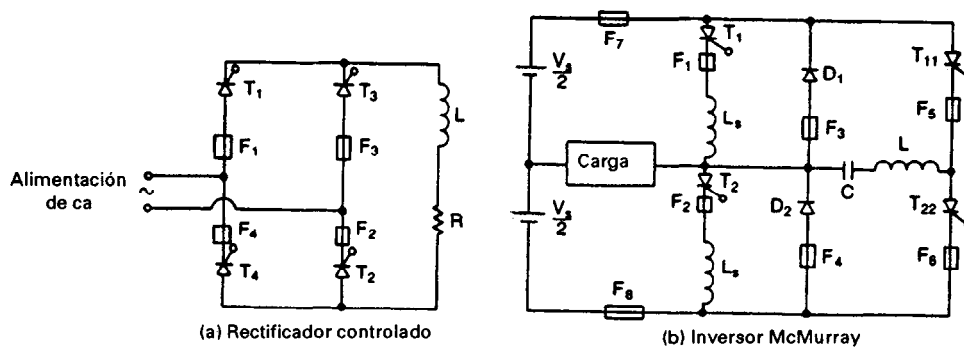 T₁
T₃
L
F₁
F₃
Alimentación
de ca
~
F₄
F₂
R
T₄
T₂
(a) Rectificador controlado
F₇
T₁
F₁
D₁
T₁₁
Vₛ/2
Lₛ
F₃
F₅
L
Carga
C
T₂
F₂
D₂
T₂₂
Vₛ/2
Lₛ
F₄
F₆
F₈
(b) Inversor McMurray